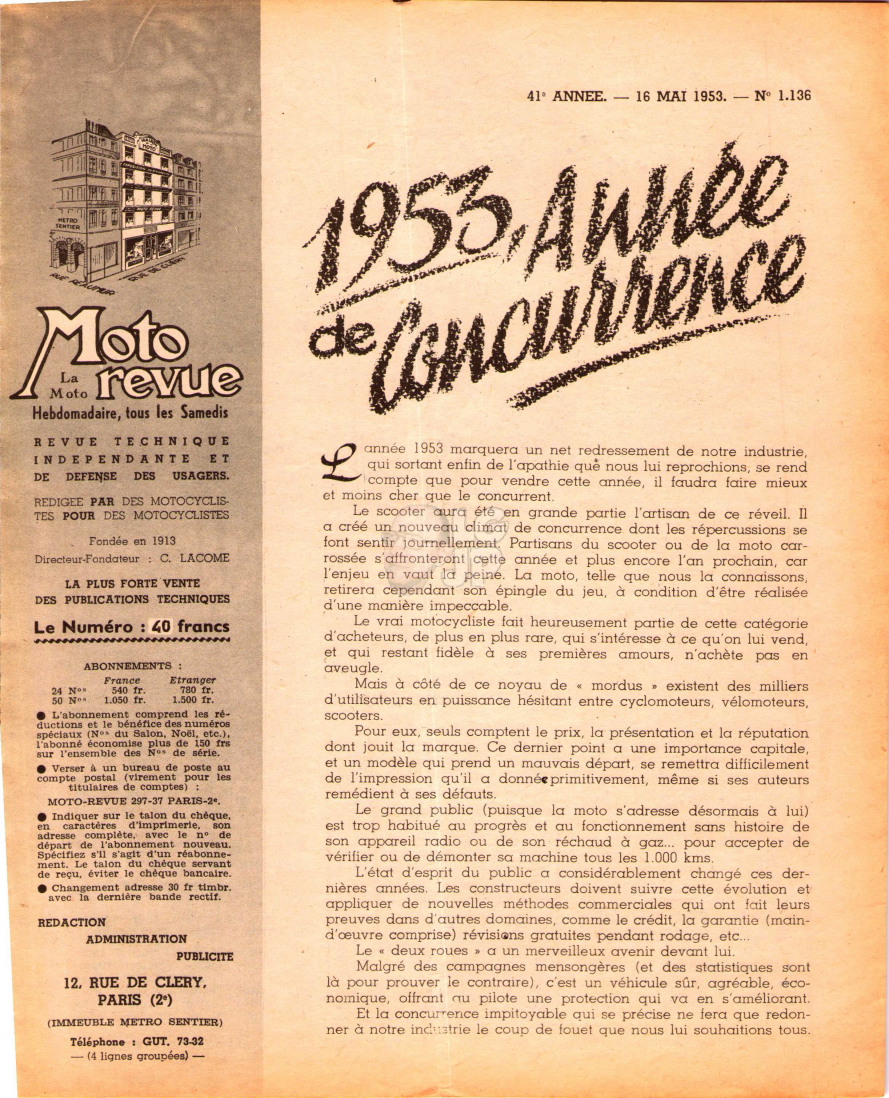 METRO
SENTIER
RUE REAUMUR
RUE DE CLERY
Moto
La
Moto
revue
Hebdomadaire, tous les Samedis
REVUE TECHNIQUE
INDEPENDANTE ET
DE DEFENSE DES USAGERS.
REDIGEE PAR DES MOTOCYCLIS-
TES POUR DES MOTOCYCLISTES
Fondée en 1913
Directeur-Fondateur : C. LACOME
LA PLUS FORTE VENTE
DES PUBLICATIONS TECHNIQUES
Le Numéro : 40 francs
ABONNEMENTS :
France Etranger
24 Nos 540 fr. 780 fr.
50 Nos 1.050 fr. 1.500 fr.
● L'abonnement comprend les ré-
ductions et le bénéfice des numéros
spéciaux (Nos du Salon, Noël, etc.),
l'abonné économise plus de 150 frs
sur l'ensemble des Nos de série.
● Verser à un bureau de poste au
compte postal (virement pour les
titulaires de comptes) :
MOTO-REVUE 297-37 PARIS-2e.
● Indiquer sur le talon du chèque,
en caractères d'imprimerie, son
adresse complète, avec le n° de
départ de l'abonnement nouveau.
Spécifiez s'il s'agit d'un réabonne-
ment. Le talon du chèque servant
de reçu, éviter le chèque bancaire.
● Changement adresse 30 fr timbr.
avec la dernière bande rectif.
REDACTION
ADMINISTRATION
PUBLICITE
12, RUE DE CLERY,
PARIS (2e)
(IMMEUBLE METRO SENTIER)
Téléphone : GUT. 73-32
— (4 lignes groupées) —
41e ANNEE. — 16 MAI 1953. — N° 1.136
1953, Année
de Concurrence
L'année 1953 marquera un net redressement de notre industrie,
qui sortant enfin de l'apathie que nous lui reprochions, se rend
compte que pour vendre cette année, il faudra faire mieux
et moins cher que le concurrent.
Le scooter aura été en grande partie l'artisan de ce réveil. Il
a créé un nouveau climat de concurrence dont les répercussions se
font sentir journellement. Partisans du scooter ou de la moto car-
rossée s'affronteront cette année et plus encore l'an prochain, car
l'enjeu en vaut la peine. La moto, telle que nous la connaissons,
retirera cependant son épingle du jeu, à condition d'être réalisée
d'une manière impeccable.
Le vrai motocycliste fait heureusement partie de cette catégorie
d'acheteurs, de plus en plus rare, qui s'intéresse à ce qu'on lui vend,
et qui restant fidèle à ses premières amours, n'achète pas en
aveugle.
Mais à côté de ce noyau de « mordus » existent des milliers
d'utilisateurs en puissance hésitant entre cyclomoteurs, vélomoteurs,
scooters.
Pour eux, seuls comptent le prix, la présentation et la réputation
dont jouit la marque. Ce dernier point a une importance capitale,
et un modèle qui prend un mauvais départ, se remettra difficilement
de l'impression qu'il a donnée primitivement, même si ses auteurs
remédient à ses défauts.
Le grand public (puisque la moto s'adresse désormais à lui)
est trop habitué au progrès et au fonctionnement sans histoire de
son appareil radio ou de son réchaud à gaz... pour accepter de
vérifier ou de démonter sa machine tous les 1.000 kms.
L'état d'esprit du public a considérablement changé ces der-
nières années. Les constructeurs doivent suivre cette évolution et
appliquer de nouvelles méthodes commerciales qui ont fait leurs
preuves dans d'autres domaines, comme le crédit, la garantie (main-
d'œuvre comprise) révisions gratuites pendant rodage, etc...
Le « deux roues » a un merveilleux avenir devant lui.
Malgré des campagnes mensongères (et des statistiques sont
là pour prouver le contraire), c'est un véhicule sûr, agréable, éco-
nomique, offrant au pilote une protection qui va en s'améliorant.
Et la concurrence impitoyable qui se précise ne fera que redon-
ner à notre industrie le coup de fouet que nous lui souhaitions tous.